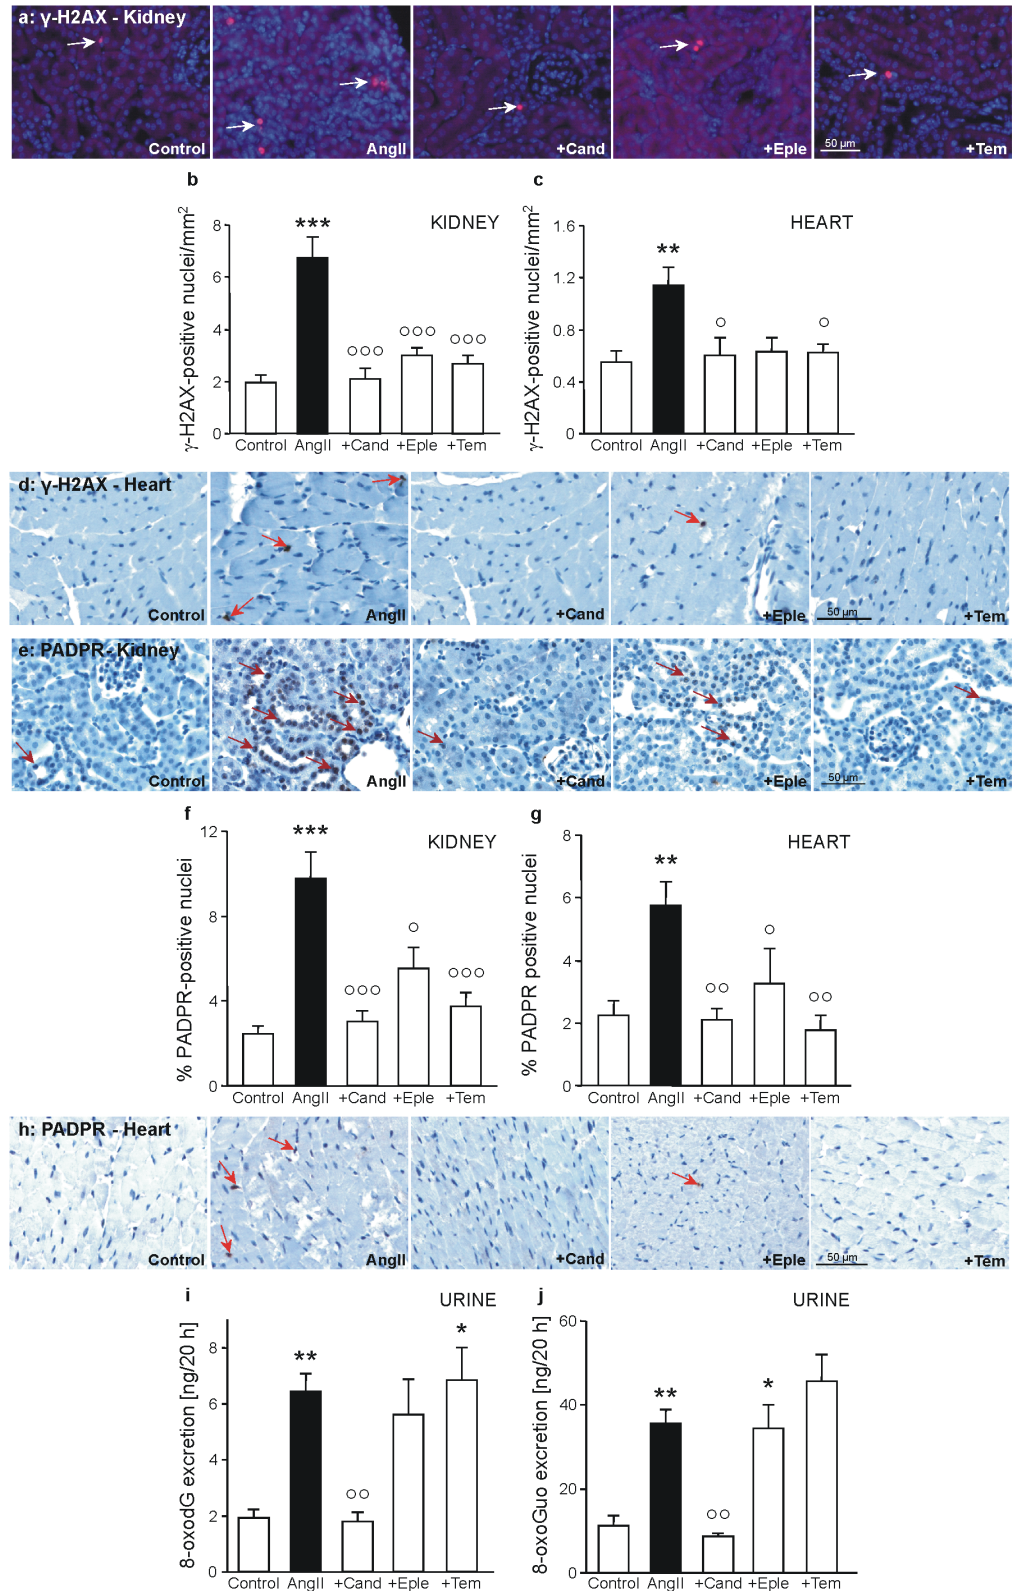 a: γ-H2AX - Kidney
Control
AngII
+Cand
+Eple
50 µm
+Tem
b
c
γ-H2AX-positive nuclei/mm²
8
6
4
2
0
***
○○○
○○○
○○○
KIDNEY
Control AngII +Cand +Eple +Tem
γ-H2AX-positive nuclei/mm²
1.6
1.2
0.8
0.4
0
**
○
○
HEART
Control AngII +Cand +Eple +Tem
d: γ-H2AX - Heart
Control
AngII
+Cand
+Eple
50 µm
+Tem
e: PADPR- Kidney
Control
AngII
+Cand
+Eple
50 µm
+Tem
f
g
% PADPR-positive nuclei
12
8
4
0
***
○○○
○
○○○
KIDNEY
Control AngII +Cand +Eple +Tem
% PADPR positive nuclei
8
6
4
2
0
**
○○
○
○○
HEART
Control AngII +Cand +Eple +Tem
h: PADPR - Heart
Control
AngII
+Cand
+Eple
50 µm
+Tem
i
j
8-oxodG excretion [ng/20 h]
8
6
4
2
0
**
○○
*
URINE
Control AngII +Cand +Eple +Tem
8-oxoGuo excretion [ng/20 h]
60
40
20
0
**
○○
*
URINE
Control AngII +Cand +Eple +Tem